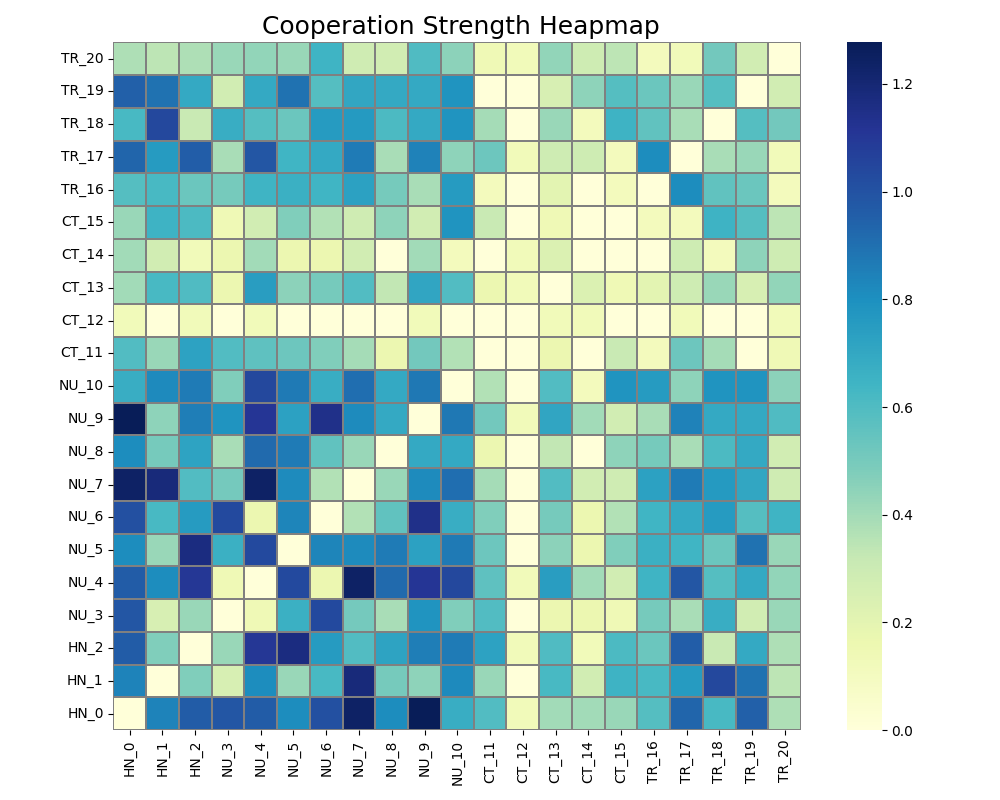 Cooperation Strength Heapmap
TR_20
TR_19
TR_18
TR_17
TR_16
CT_15
CT_14
CT_13
CT_12
CT_11
NU_10
NU_9
NU_8
NU_7
NU_6
NU_5
NU_4
NU_3
HN_2
HN_1
HN_0
HN_0 HN_1 HN_2 NU_3 NU_4 NU_5 NU_6 NU_7 NU_8 NU_9 NU_10 CT_11 CT_12 CT_13 CT_14 CT_15 TR_16 TR_17 TR_18 TR_19 TR_20
1.2
1.0
0.8
0.6
0.4
0.2
0.0